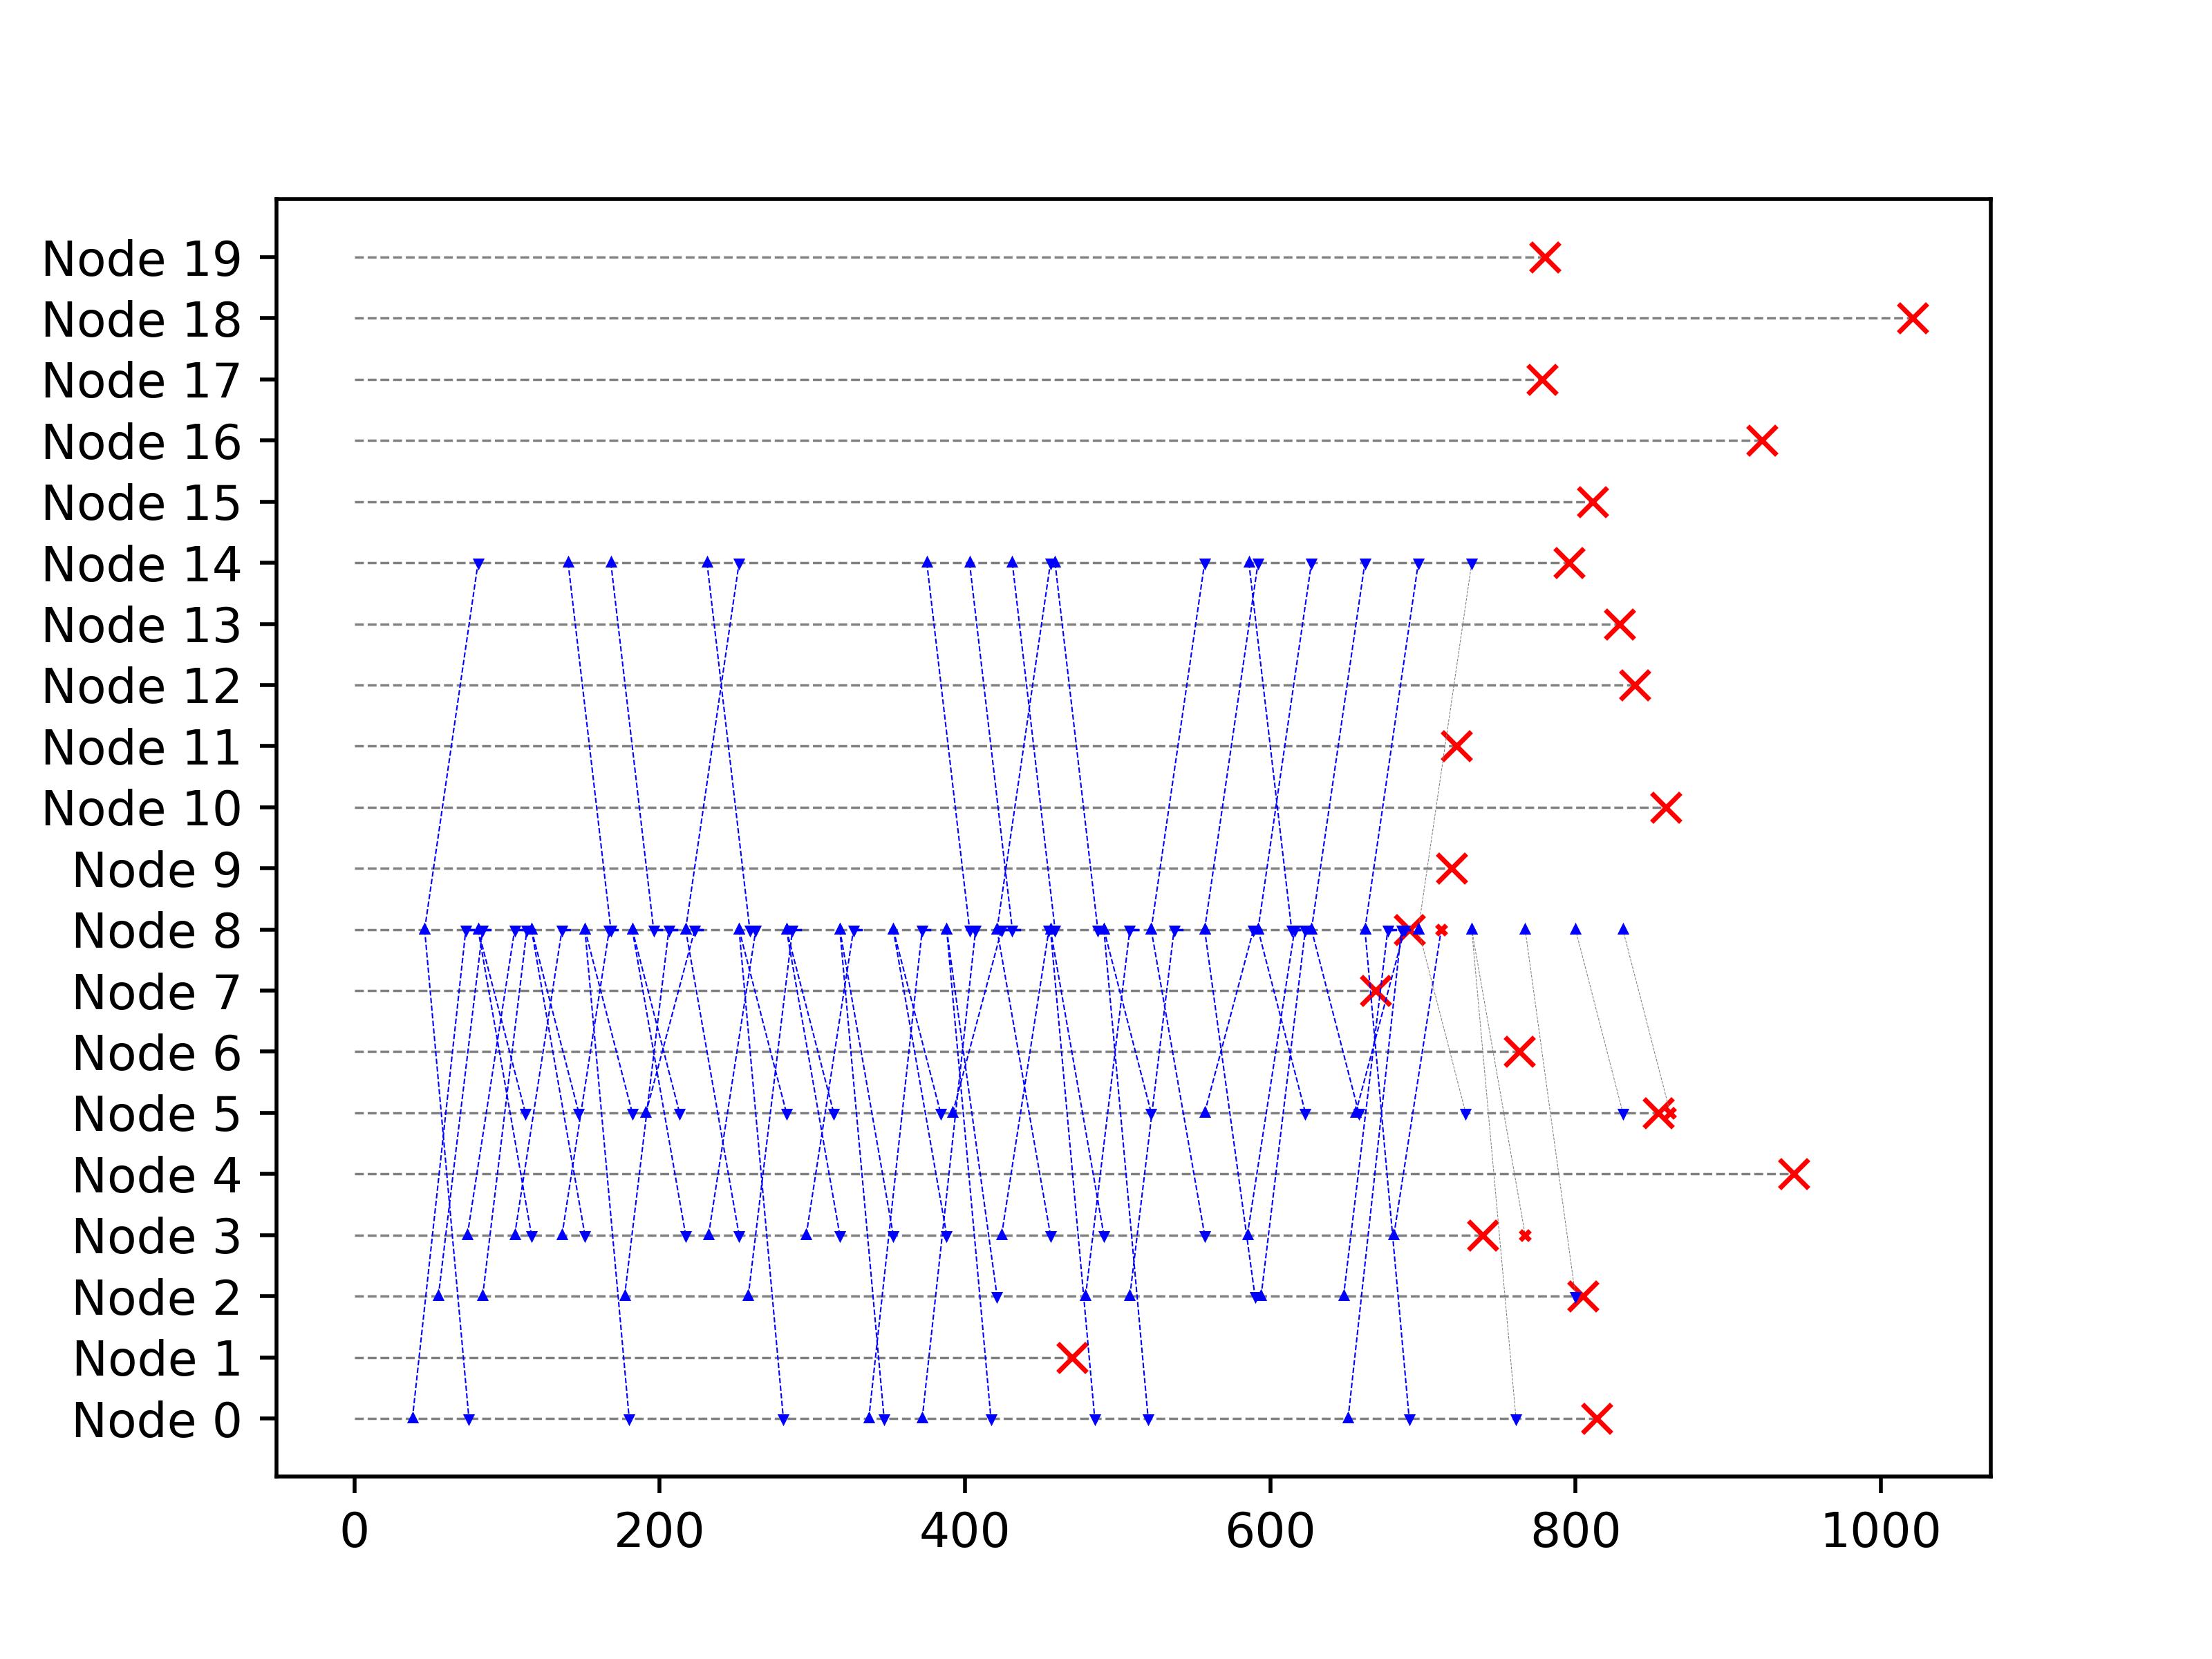 Node 19
Node 18
Node 17
Node 16
Node 15
Node 14
Node 13
Node 12
Node 11
Node 10
Node 9
Node 8
Node 7
Node 6
Node 5
Node 4
Node 3
Node 2
Node 1
Node 0
0 200 400 600 800 1000